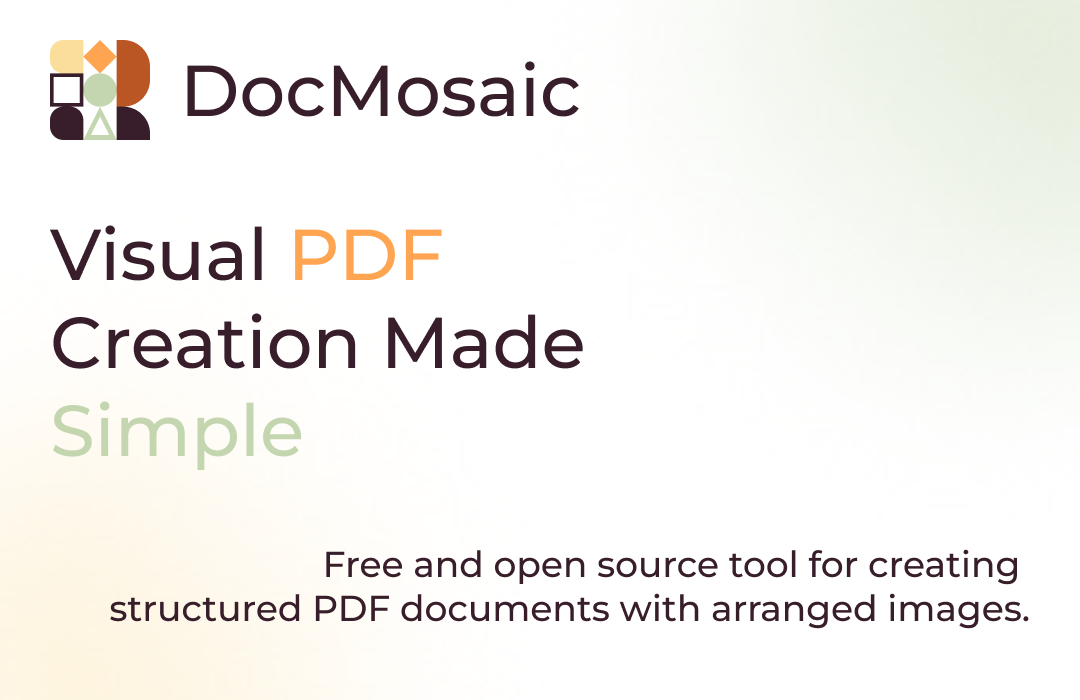 DocMosaic
Visual PDF
Creation Made
Simple
Free and open source tool for creating
structured PDF documents with arranged images.